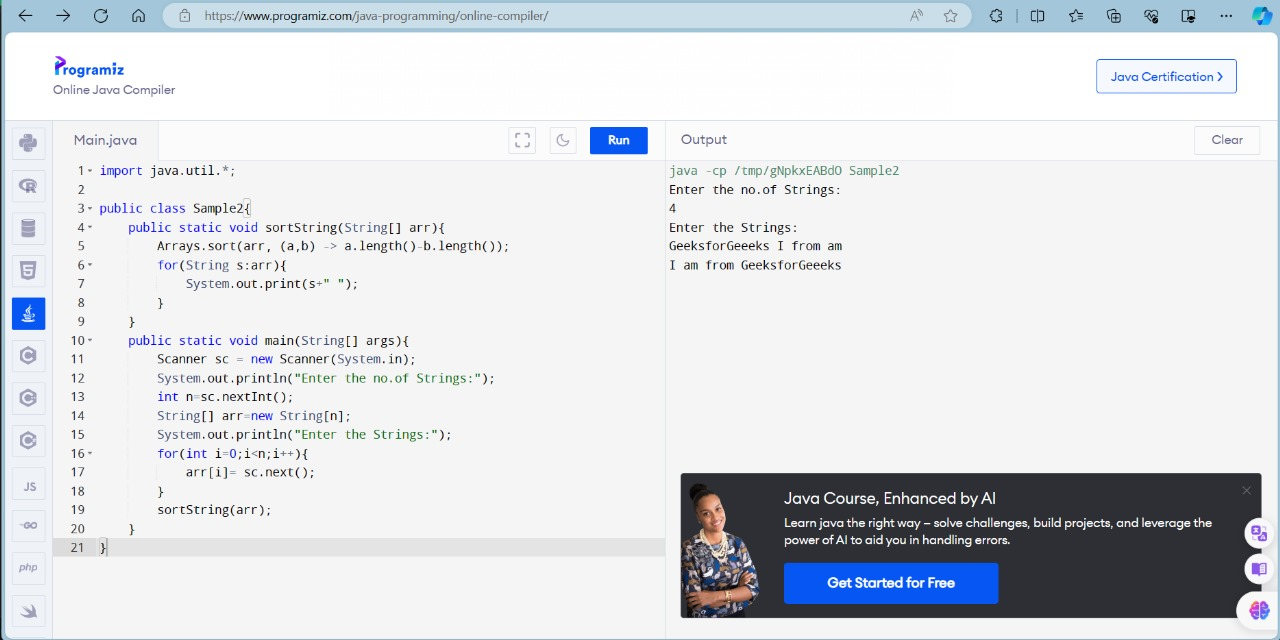 https://www.programiz.com/java-programming/online-compiler/
Programiz
Online Java Compiler
Java Certification >
Main.java
Run
Output
Clear
1 import java.util.*;
2
3 public class Sample2{
4 public static void sortString(String[] arr){
5 Arrays.sort(arr, (a,b) -> a.length()-b.length());
6 for(String s:arr){
7 System.out.print(s+" ");
8 }
9 }
10 public static void main(String[] args){
11 Scanner sc = new Scanner(System.in);
12 System.out.println("Enter the no.of Strings:");
13 int n=sc.nextInt();
14 String[] arr=new String[n];
15 System.out.println("Enter the Strings:");
16 for(int i=0;i<n;i++){
17 arr[i]= sc.next();
18 }
19 sortString(arr);
20 }
21 }
java -cp /tmp/gNpkxEABdO Sample2
Enter the no.of Strings:
4
Enter the Strings:
GeeksforGeeeks I from am
I am from GeeksforGeeeks
R
5
C
C
C
JS
GO
php
Java Course, Enhanced by AI
Learn java the right way – solve challenges, build projects, and leverage the
power of AI to aid you in handling errors.
Get Started for Free